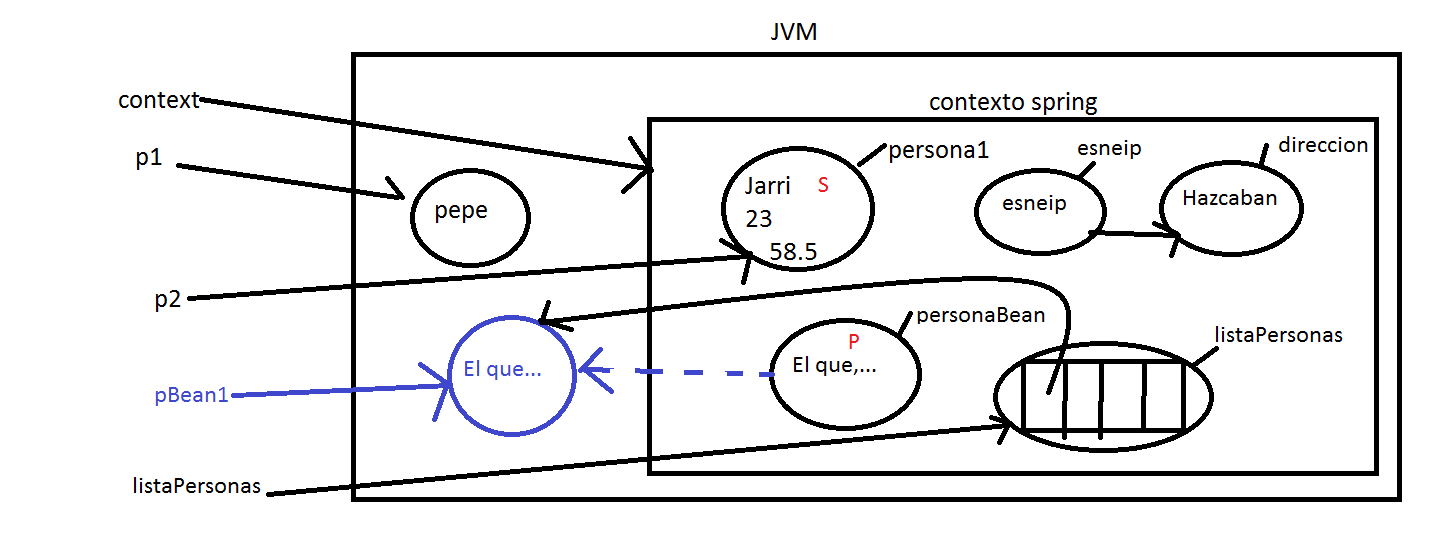 JVM
context
contexto spring
p1
pepe
Jarri S
23
58.5
persona1
esneip
esneip
direccion
Hazcaban
p2
pBean1
El que...
personaBean
P
El que,...
listaPersonas
listaPersonas